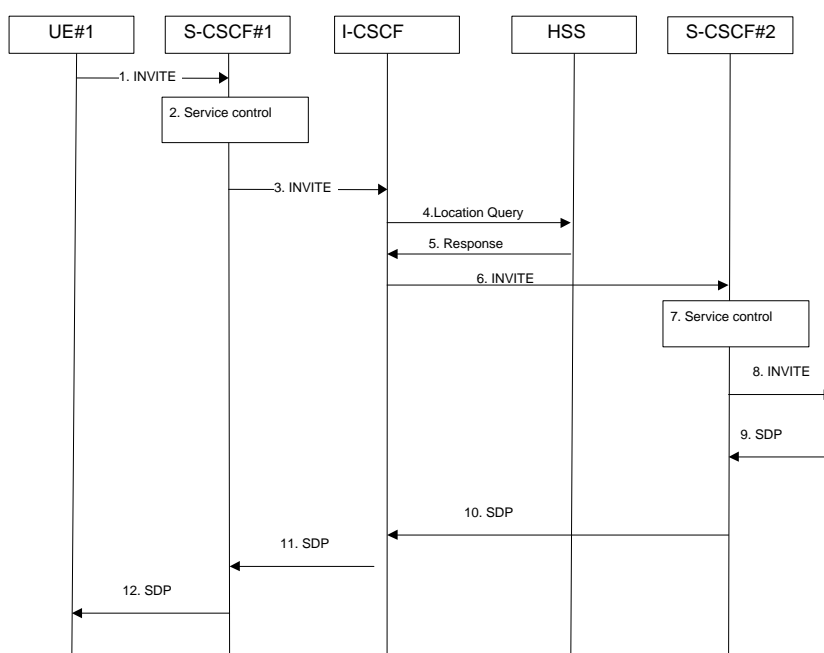 UE#1
S-CSCF#1
I-CSCF
HSS
S-CSCF#2
1. INVITE
2. Service control
3. INVITE
4.Location Query
5. Response
6. INVITE
7. Service control
8. INVITE
9. SDP
10. SDP
11. SDP
12. SDP